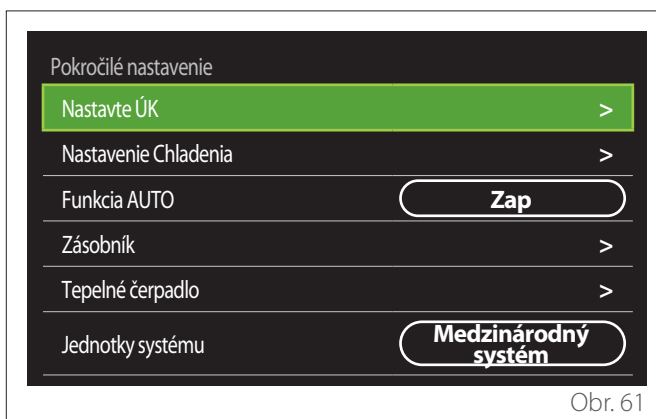 Pokročilé nastavenie
Nastavte ÚK >
Nastavenie Chladenia >
Funkcia AUTO Zap
Zásobník >
Tepelné čerpadlo >
Jednotky systému Medzinárodný
systém
Obr. 61